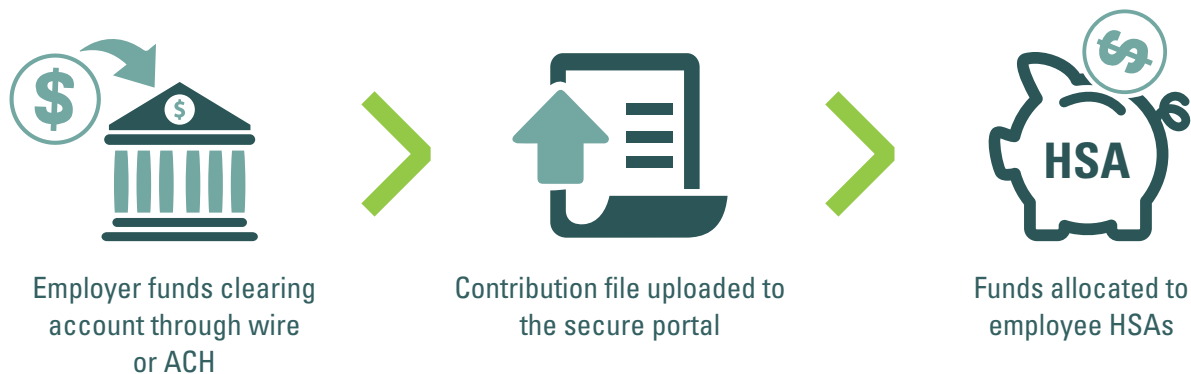 $
$
$
HSA
Employer funds clearing
account through wire
or ACH
Contribution file uploaded to
the secure portal
Funds allocated to
employee HSAs